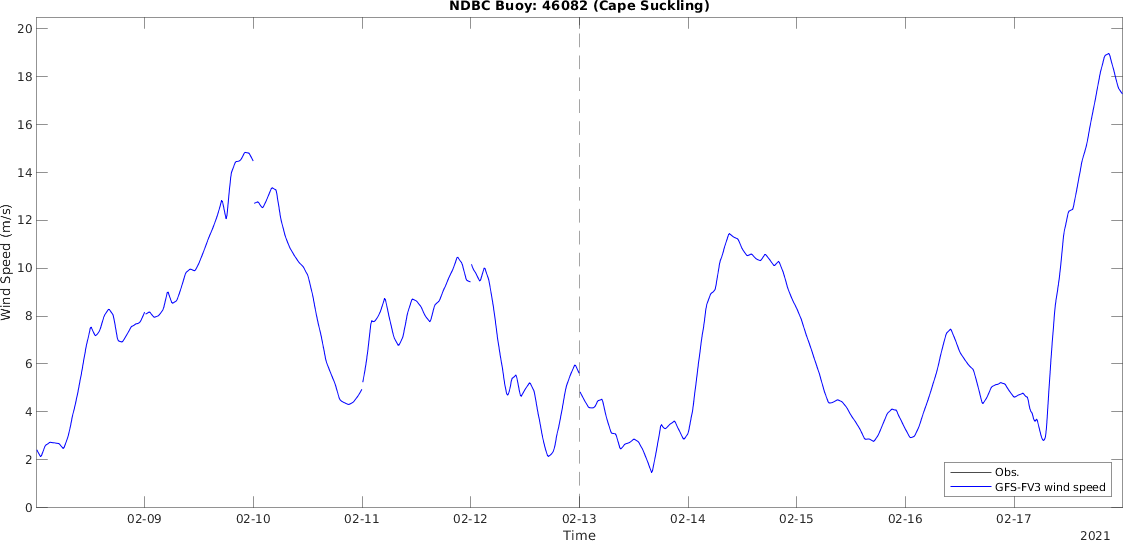 NDBC Buoy: 46082 (Cape Suckling)
20
18
16
14
12
10
8
6
4
2
0
Wind Speed (m/s)
02-09 02-10 02-11 02-12 02-13 02-14 02-15 02-16 02-17
Time
2021
Obs.
GFS-FV3 wind speed